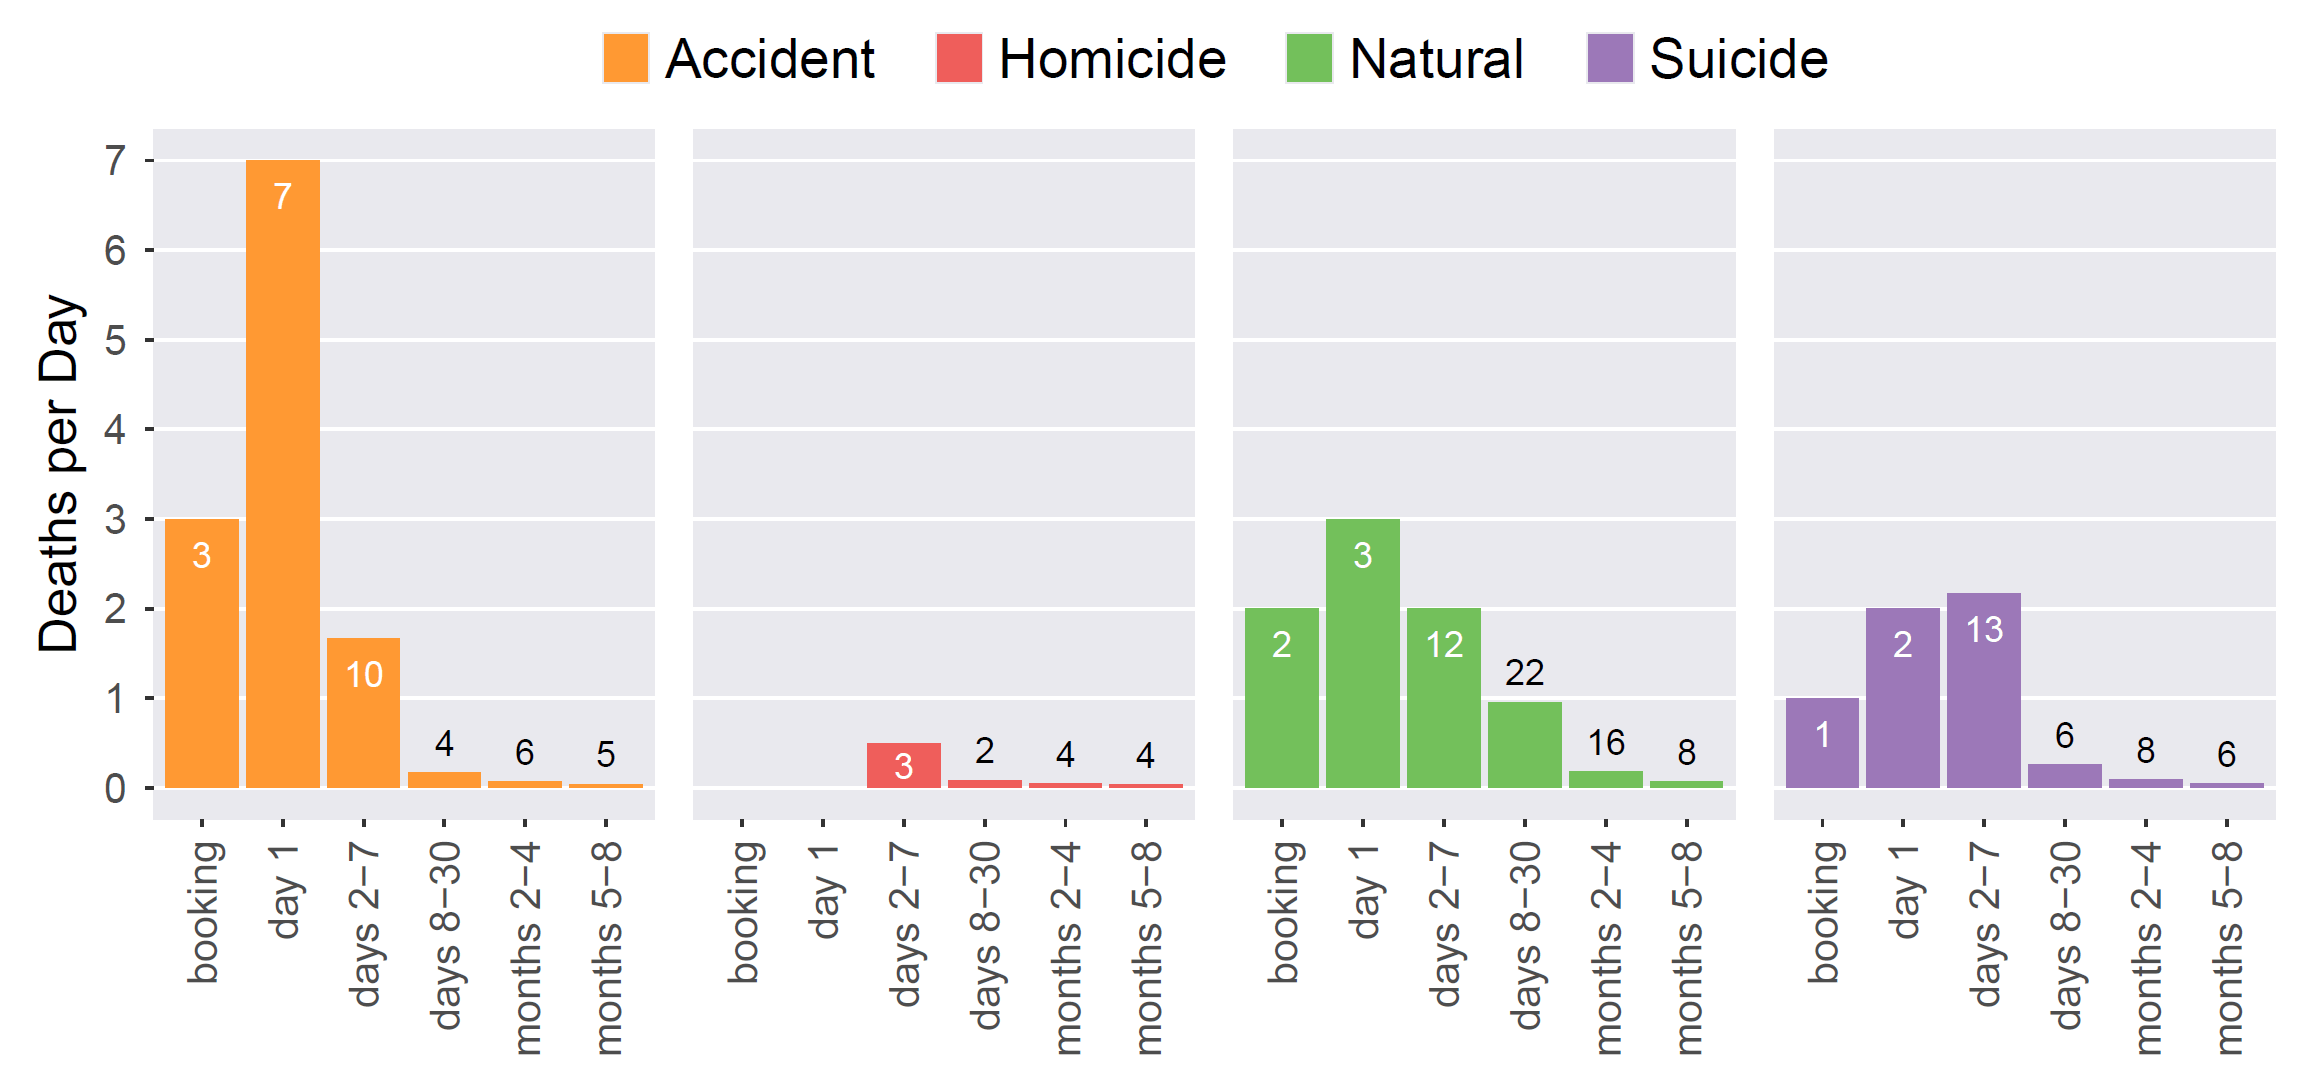 Accident Homicide Natural Suicide
Deaths per Day
7
6
5
4
3
2
1
0
3
7
10
4
6
5
3
2
4
4
2
3
12
22
16
8
1
2
13
6
8
6
booking
day 1
days 2−7
days 8−30
months 2−4
months 5−8
booking
day 1
days 2−7
days 8−30
months 2−4
months 5−8
booking
day 1
days 2−7
days 8−30
months 2−4
months 5−8
booking
day 1
days 2−7
days 8−30
months 2−4
months 5−8